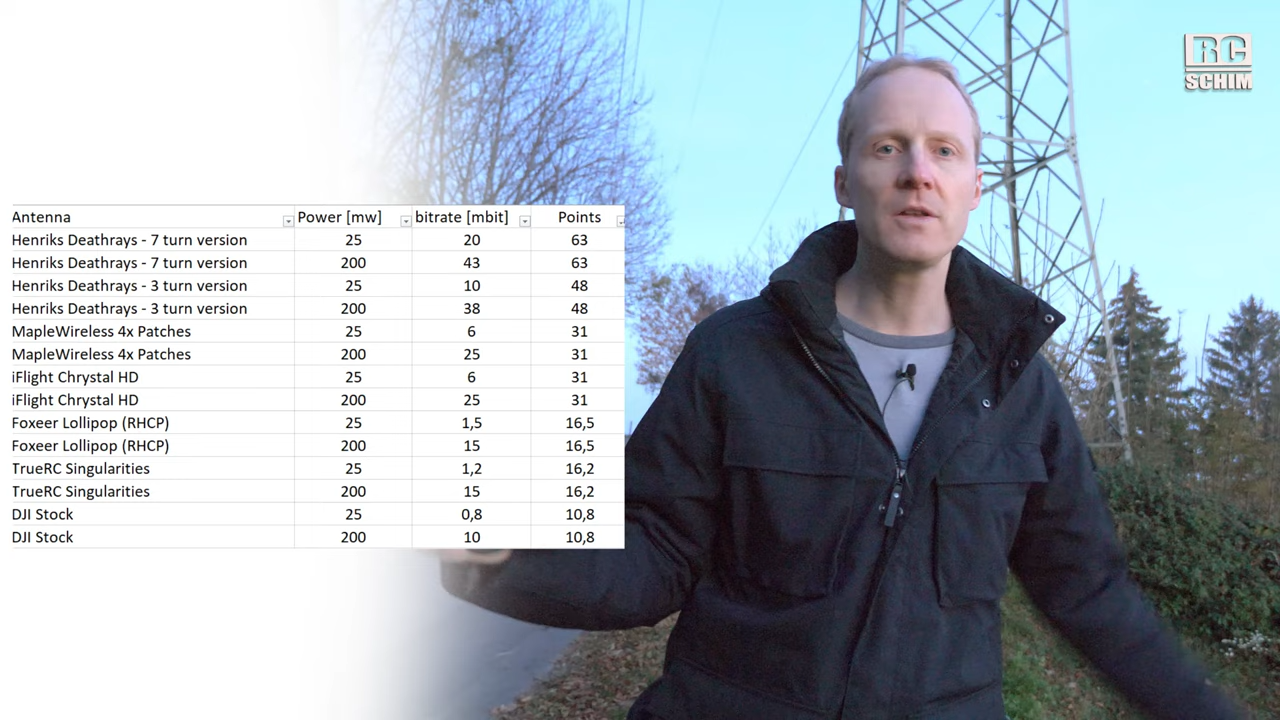 RC
SCHIM
Antenna Power [mw] bitrate [mbit] Points
Henriks Deathrays - 7 turn version 25 20 63
Henriks Deathrays - 7 turn version 200 43 63
Henriks Deathrays - 3 turn version 25 10 48
Henriks Deathrays - 3 turn version 200 38 48
MapleWireless 4x Patches 25 6 31
MapleWireless 4x Patches 200 25 31
iFlight Chrystal HD 25 6 31
iFlight Chrystal HD 200 25 31
Foxeer Lollipop (RHCP) 25 1,5 16,5
Foxeer Lollipop (RHCP) 200 15 16,5
TrueRC Singularities 25 1,2 16,2
TrueRC Singularities 200 15 16,2
DJI Stock 25 0,8 10,8
DJI Stock 200 10 10,8